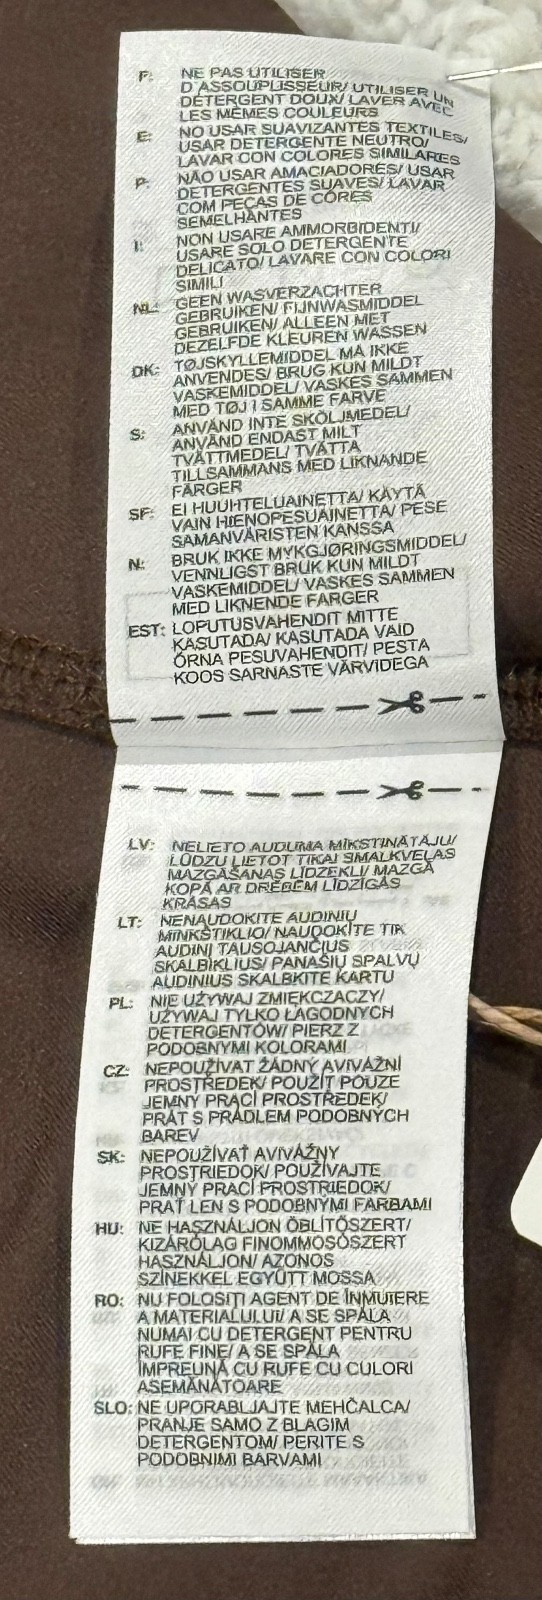 F: NE PAS UTILISER
D'ASSOUPLISSEUR/ UTILISER UN
DÉTERGENT DOUX/ LAVER AVEC
LES MÊMES COULEURS
E: NO USAR SUAVIZANTES TEXTILES/
USAR DETERGENTE NEUTRO/
LAVAR CON COLORES SIMILARES
P: NÃO USAR AMACIADORES/ USAR
DETERGENTES SUAVES/ LAVAR
COM PEÇAS DE CORES
SEMELHANTES
I: NON USARE AMMORBIDENTI/
USARE SOLO DETERGENTE
DELICATO/ LAVARE CON COLORI
SIMILI
NL: GEEN WASVERZACHTER
GEBRUIKEN/ FIJNWASMIDDEL
GEBRUIKEN/ ALLEEN MET
DEZELFDE KLEUREN WASSEN
DK: TØJSKYLLEMIDDEL MÅ IKKE
ANVENDES/ BRUG KUN MILDT
VASKEMIDDEL/ VASKES SAMMEN
MED TØJ I SAMME FARVE
S: ANVÄND INTE SKÖLJMEDEL/
ANVÄND ENDAST MILT
TVÄTTMEDEL/ TVÄTTA
TILLSAMMANS MED LIKNANDE
FÄRGER
SF: EI HUUHTELUAINETTA/ KÄYTÄ
VAIN HIENOPESUAINETTA/ PESE
SAMANVÄRISTEN KANSSA
N: BRUK IKKE MYKGJØRINGSMIDDEL/
VENNLIGST BRUK KUN MILDT
VASKEMIDDEL/ VASKES SAMMEN
MED LIKNENDE FARGER
EST: LOPUTUSVAHENDIT MITTE
KASUTADA/ KASUTADA VAID
ÕRNA PESUVAHENDIT/ PESTA
KOOS SARNASTE VÄRVIDEGA
LV: NELIETO AUDUMA MĪKSTINĀTĀJU/
LŪDZU LIETOT TIKAI SMALKVEĻAS
MAZGĀŠANAS LĪDZEKLI/ MAZGĀ
KOPĀ AR DRĒBĒM LĪDZĪGĀS
KRĀSĀS
LT: NENAUDOKITE AUDINIŲ
MINKŠTIKLIO/ NAUDOKITE TIK
AUDINĮ TAUSOJANČIUS
SKALBIKLIUS/ PANAŠIŲ SPALVŲ
AUDINIUS SKALBKITE KARTU
PL: NIE UŻYWAJ ZMIĘKCZACZY/
UŻYWAJ TYLKO ŁAGODNYCH
DETERGENTÓW/ PIERZ Z
PODOBNYMI KOLORAMI
CZ: NEPOUŽÍVAT ŽÁDNÝ AVIVÁŽNÍ
PROSTŘEDEK/ POUŽÍT POUZE
JEMNÝ PRACÍ PROSTŘEDEK/
PRÁT S PRÁDLEM PODOBNÝCH
BAREV
SK: NEPOUŽÍVAŤ AVIVÁŽNY
PROSTRIEDOK/ POUŽÍVAJTE
JEMNÝ PRACÍ PROSTRIEDOK/
PRAŤ LEN S PODOBNÝMI FARBAMI
HU: NE HASZNÁLJON ÖBLÍTŐSZERT/
KIZÁRÓLAG FINOMMOSÓSZERT
HASZNÁLJON/ AZONOS
SZÍNEKKEL EGYÜTT MOSSA
RO: NU FOLOSIŢI AGENT DE ÎNMUIERE
A MATERIALULUI/ A SE SPĂLA
NUMAI CU DETERGENT PENTRU
RUFE FINE/ A SE SPĂLA
ÎMPREUNĂ CU RUFE CU CULORI
ASEMĂNĂTOARE
SLO: NE UPORABLJAJTE MEHČALCA/
PRANJE SAMO Z BLAGIM
DETERGENTOM/ PERITE S
PODOBNIMI BARVAMI